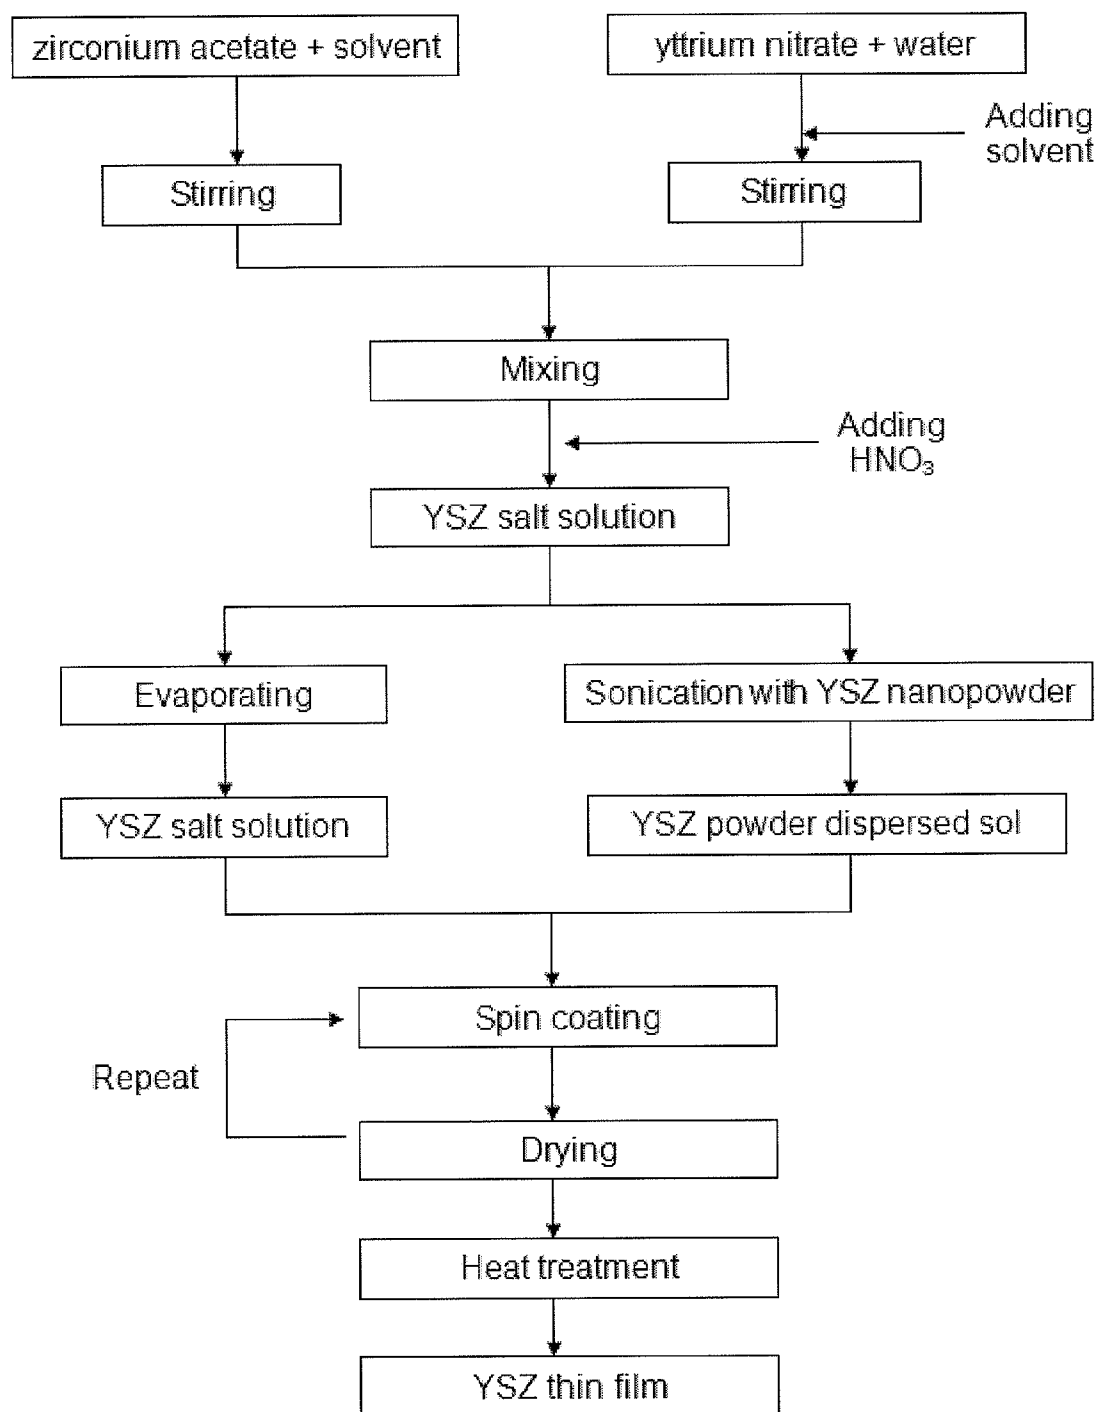 zirconium acetate + solvent
yttrium nitrate + water
Adding
solvent
Stirring
Stirring
Mixing
Adding
HNO₃
YSZ salt solution
Evaporating
Sonication with YSZ nanopowder
YSZ salt solution
YSZ powder dispersed sol
Spin coating
Repeat
Drying
Heat treatment
YSZ thin film